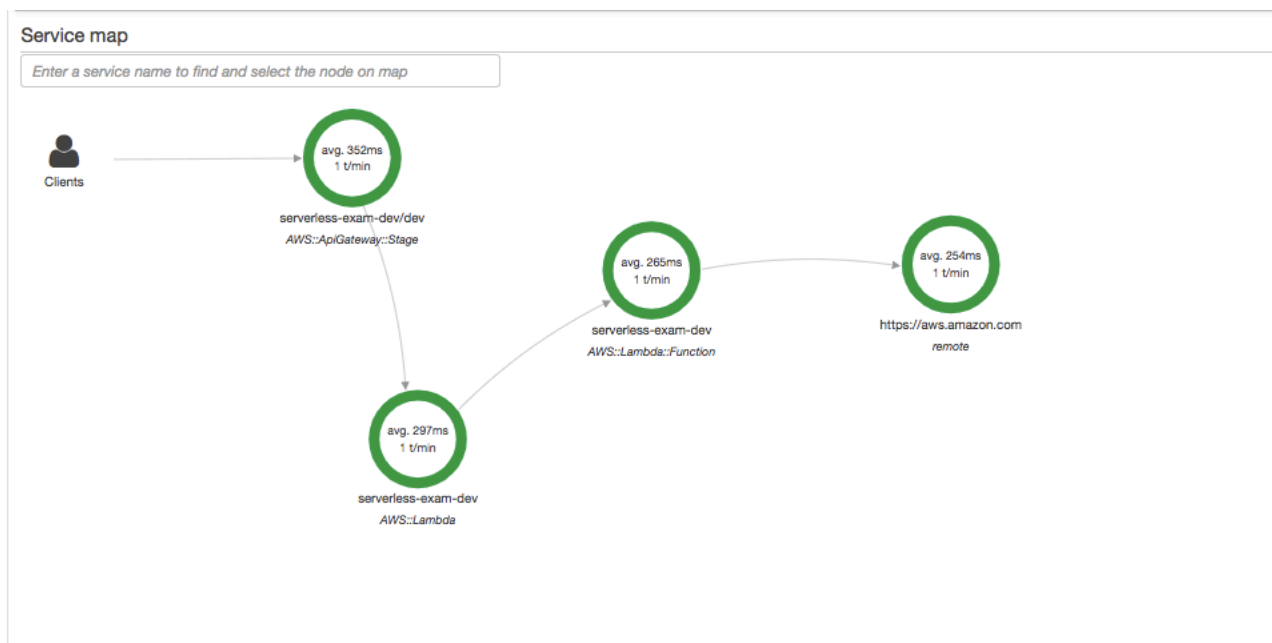 Service map
Enter a service name to find and select the node on map
Clients
avg. 352ms
1 t/min
serverless-exam-dev/dev
AWS::ApiGateway::Stage
avg. 265ms
1 t/min
serverless-exam-dev
AWS::Lambda::Function
avg. 254ms
1 t/min
https://aws.amazon.com
remote
avg. 297ms
1 t/min
serverless-exam-dev
AWS::Lambda